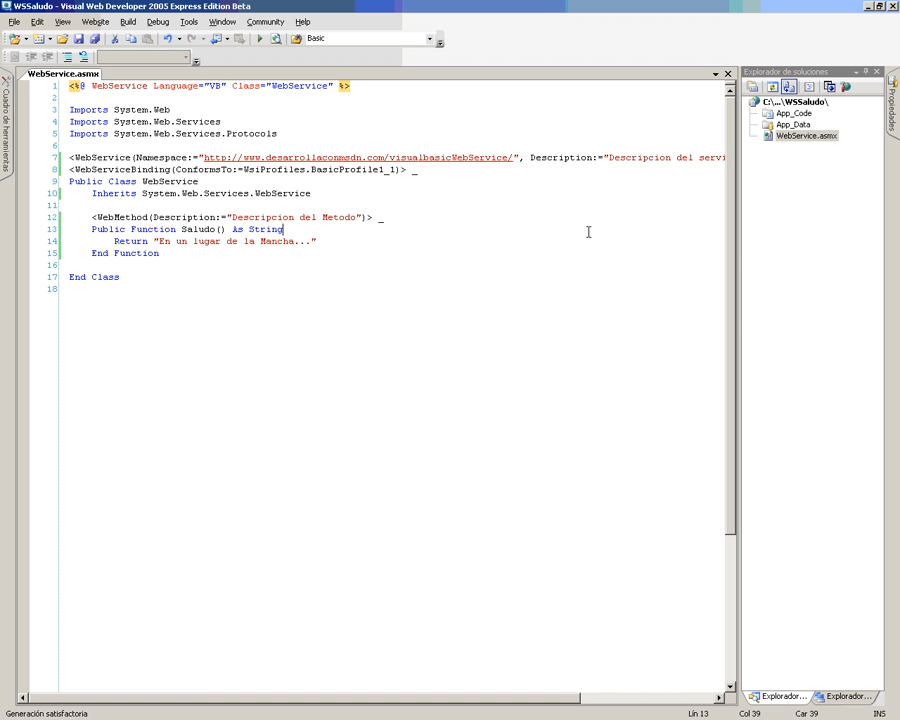 WSSaludo - Visual Web Developer 2005 Express Edition Beta
File Edit View Website Build Debug Tools Window Community Help
Basic
WebService.asmx
1 <%@ WebService Language="VB" Class="WebService" %>
2
3 Imports System.Web
4 Imports System.Web.Services
5 Imports System.Web.Services.Protocols
6
7 <WebService(Namespace:="http://www.desarrollaconmsdn.com/visualbasicWebService/", Description:="Descripcion del servi
8 <WebServiceBinding(ConformsTo:=WsiProfiles.BasicProfile1_1)> _
9 Public Class WebService
10 Inherits System.Web.Services.WebService
11
12 <WebMethod(Description:="Descripcion del Metodo")> _
13 Public Function Saludo() As String
14 Return "En un lugar de la Mancha..."
15 End Function
16
17 End Class
18
Cuadro de herramientas
Explorador de soluciones
C:\...\WSSaludo\
App_Code
App_Data
WebService.asmx
Propiedades
Explorador... Explorador...
Generación satisfactoria Lín 13 Col 39 Car 39 INS